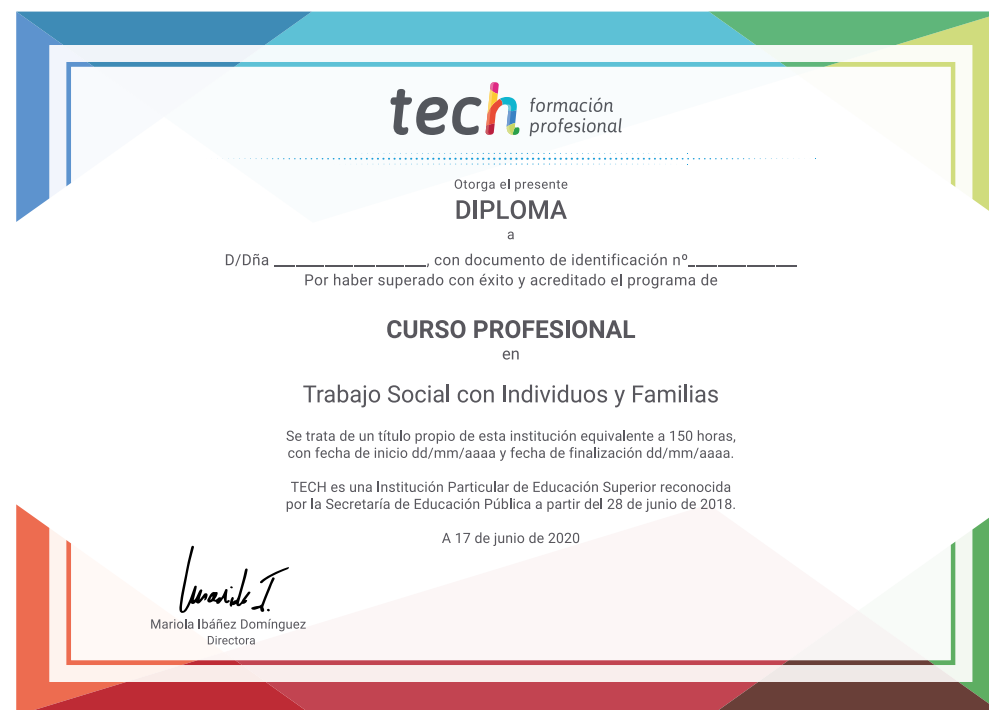 tech formación
profesional
Otorga el presente
DIPLOMA
a
D/Dña ____________________, con documento de identificación nº______________
Por haber superado con éxito y acreditado el programa de
CURSO PROFESIONAL
en
Trabajo Social con Individuos y Familias
Se trata de un título propio de esta institución equivalente a 150 horas,
con fecha de inicio dd/mm/aaaa y fecha de finalización dd/mm/aaaa.
TECH es una Institución Particular de Educación Superior reconocida
por la Secretaría de Educación Pública a partir del 28 de junio de 2018.
A 17 de junio de 2020
Mariola Ibáñez Domínguez
Directora